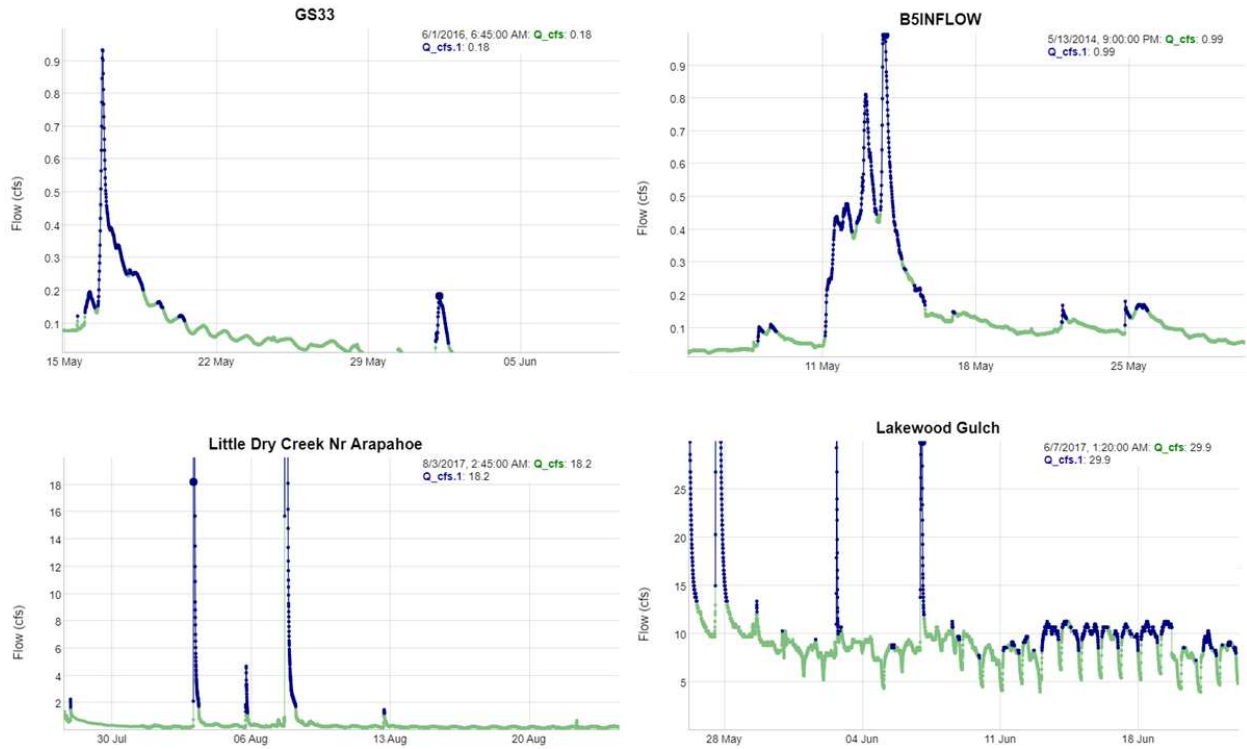 GS33
6/1/2016, 6:45:00 AM: Q_cfs: 0.18
Q_cfs.1: 0.18
Flow (cfs)
0.9
0.8
0.7
0.6
0.5
0.4
0.3
0.2
0.1
15 May
22 May
29 May
05 Jun
B5INFLOW
5/13/2014, 9:00:00 PM: Q_cfs: 0.99
Q_cfs.1: 0.99
Flow (cfs)
0.9
0.8
0.7
0.6
0.5
0.4
0.3
0.2
0.1
11 May
18 May
25 May
Little Dry Creek Nr Arapahoe
8/3/2017, 2:45:00 AM: Q_cfs: 18.2
Q_cfs.1: 18.2
Flow (cfs)
18
16
14
12
10
8
6
4
2
30 Jul
06 Aug
13 Aug
20 Aug
Lakewood Gulch
6/7/2017, 1:20:00 AM: Q_cfs: 29.9
Q_cfs.1: 29.9
Flow (cfs)
25
20
15
10
5
28 May
04 Jun
11 Jun
18 Jun